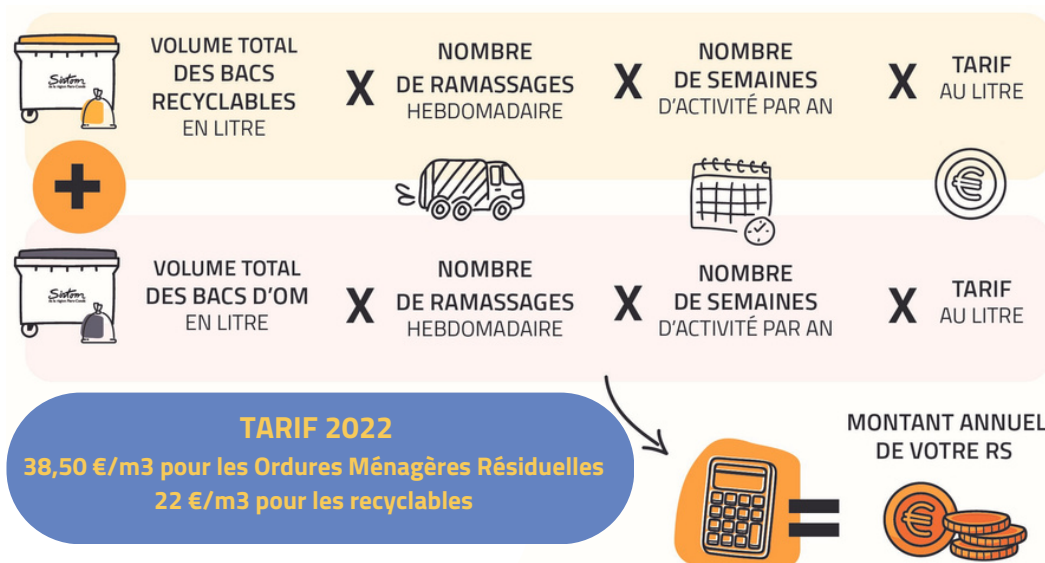 VOLUME TOTAL
DES BACS
RECYCLABLES
EN LITRE
X
NOMBRE
DE RAMASSAGES
HEBDOMADAIRE
X
NOMBRE
DE SEMAINES
D'ACTIVITÉ PAR AN
X
TARIF
AU LITRE
Sistom
+
€
VOLUME TOTAL
DES BACS D'OM
EN LITRE
X
NOMBRE
DE RAMASSAGES
HEBDOMADAIRE
X
NOMBRE
DE SEMAINES
D'ACTIVITÉ PAR AN
X
TARIF
AU LITRE
Sistom
TARIF 2022
38,50 €/m3 pour les Ordures Ménagères Résiduelles
22 €/m3 pour les recyclables
=
MONTANT ANNUEL
DE VOTRE RS
€